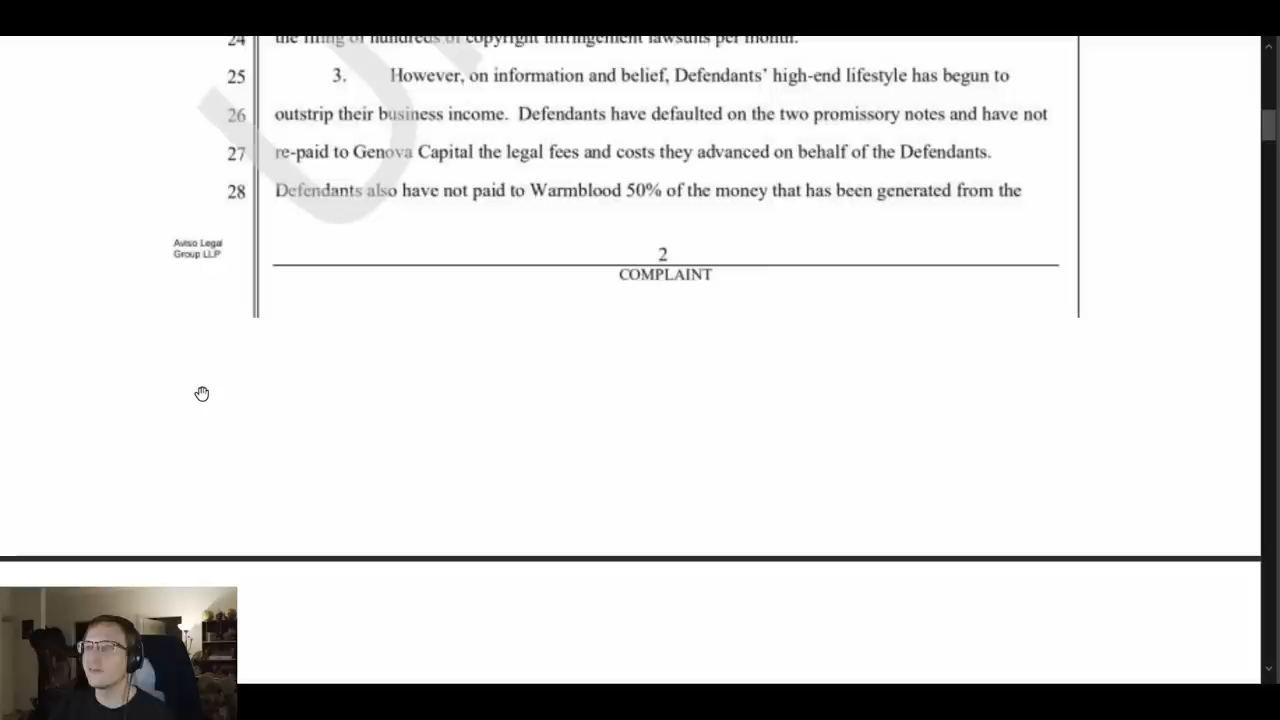 24 the filing of hundreds of copyright infringement lawsuits per month.
25 3. However, on information and belief, Defendants' high-end lifestyle has begun to
26 outstrip their business income. Defendants have defaulted on the two promissory notes and have not
27 re-paid to Genova Capital the legal fees and costs they advanced on behalf of the Defendants.
28 Defendants also have not paid to Warmblood 50% of the money that has been generated from the
Aviso Legal
Group LLP
2
COMPLAINT